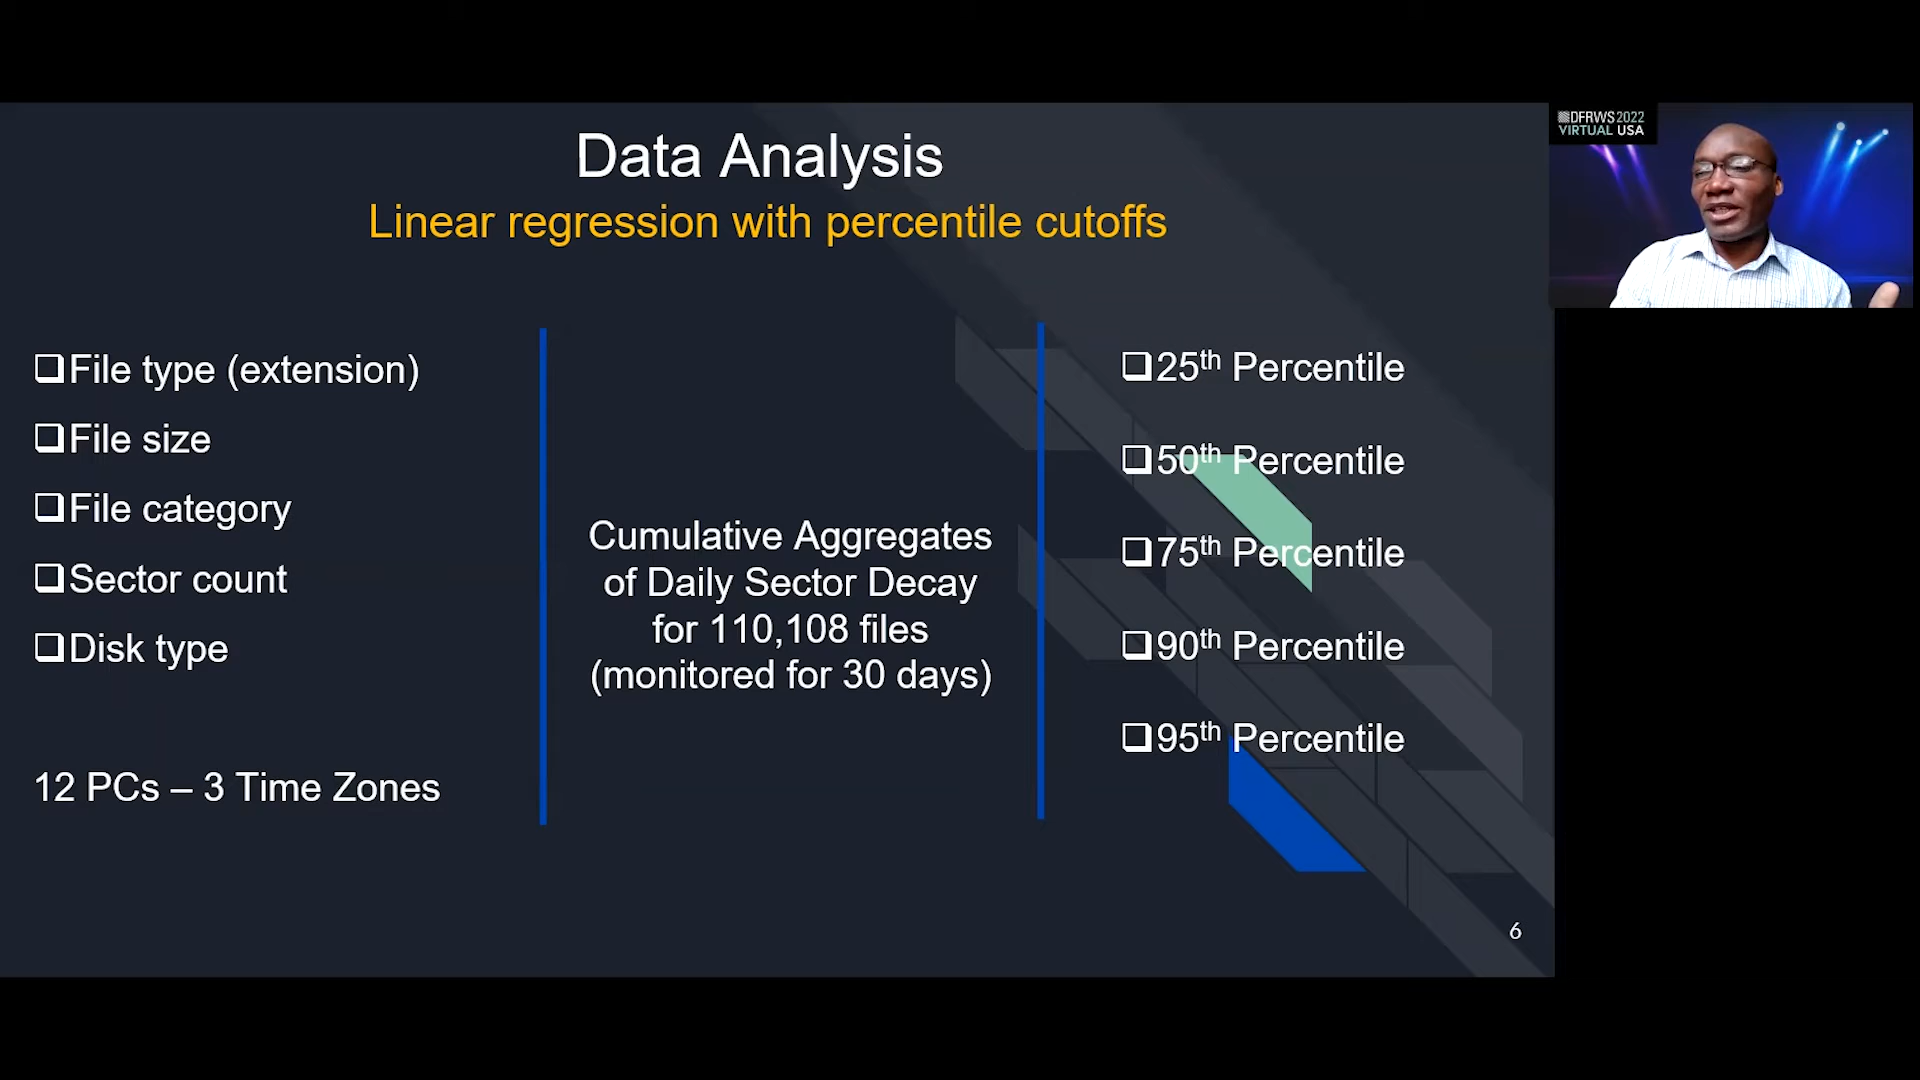 Data Analysis
Linear regression with percentile cutoffs
❑File type (extension)
❑File size
❑File category
❑Sector count
❑Disk type
12 PCs – 3 Time Zones
Cumulative Aggregates
of Daily Sector Decay
for 110,108 files
(monitored for 30 days)
❑25th Percentile
❑50th Percentile
❑75th Percentile
❑90th Percentile
❑95th Percentile
6
DFRWS 2022
VIRTUAL USA